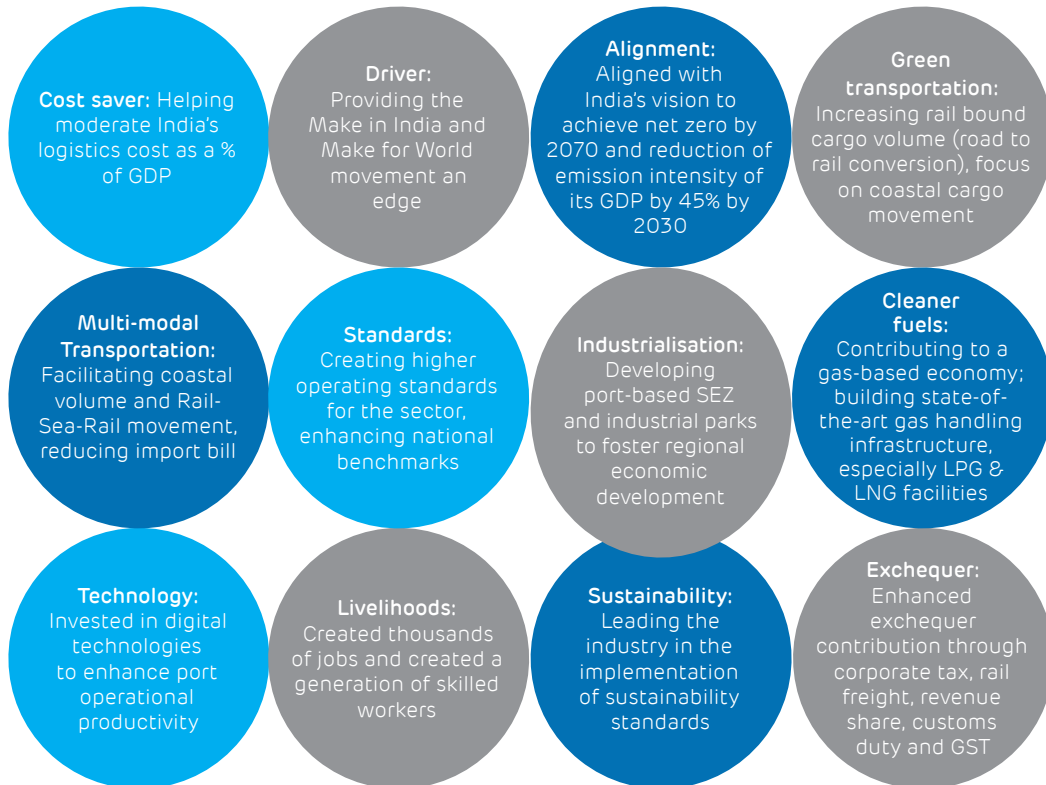 Cost saver: Helping
moderate India's
logistics cost as a %
of GDP
Driver:
Providing the
Make in India and
Make for World
movement an
edge
Alignment:
Aligned with
India's vision to
achieve net zero by
2070 and reduction of
emission intensity of
its GDP by 45% by
2030
Green
transportation:
Increasing rail bound
cargo volume (road to
rail conversion), focus
on coastal cargo
movement
Multi-modal
Transportation:
Facilitating coastal
volume and Rail-
Sea-Rail movement,
reducing import bill
Standards:
Creating higher
operating standards
for the sector,
enhancing national
benchmarks
Industrialisation:
Developing
port-based SEZ
and industrial parks
to foster regional
economic
development
Cleaner
fuels:
Contributing to a
gas-based economy;
building state-of-
the-art gas handling
infrastructure,
especially LPG &
LNG facilities
Technology:
Invested in digital
technologies
to enhance port
operational
productivity
Livelihoods:
Created thousands
of jobs and created a
generation of skilled
workers
Sustainability:
Leading the
industry in the
implementation
of sustainability
standards
Exchequer:
Enhanced
exchequer
contribution through
corporate tax, rail
freight, revenue
share, customs
duty and GST